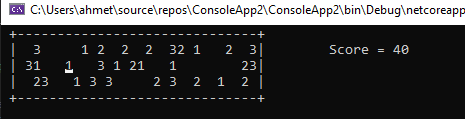 C:\Users\ahmet\source\repos\ConsoleApp2\ConsoleApp2\bin\Debug\netcoreapp
+------------------------------+
|  3     1 2  2  2  32 1   2  3|        Score = 40
| 31   1   3 1 21   1        23|
|  23   1 3 3     2 3  2  1  2 |
+------------------------------+